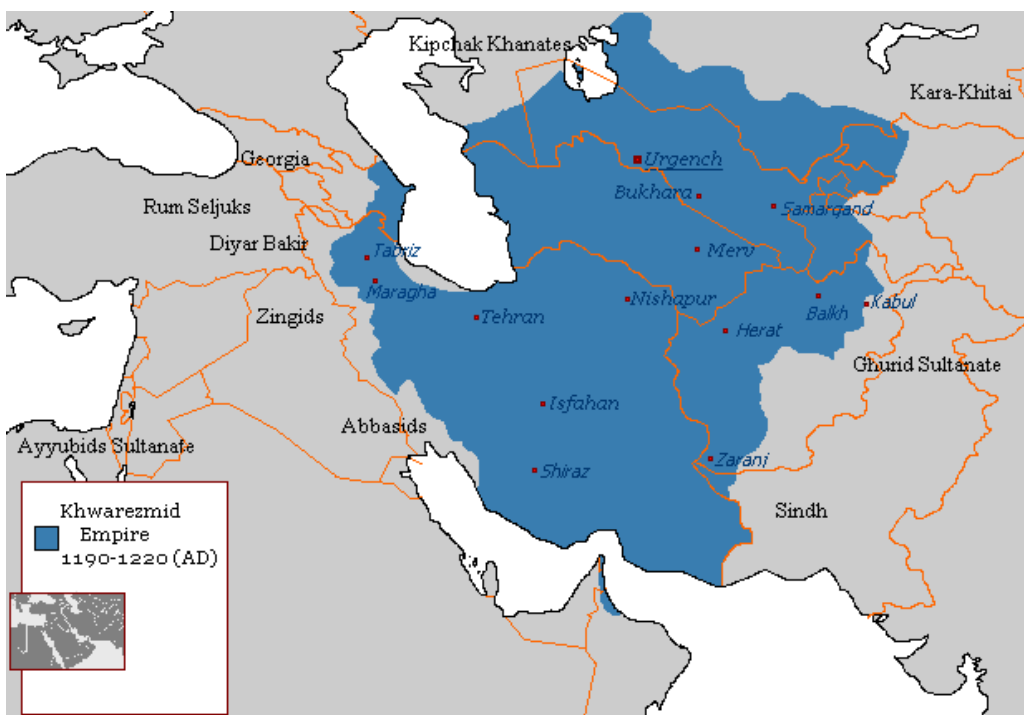 Kipchak Khanates
Kara-Khitai
Georgia
Urgench
Bukhara
Samarqand
Rum Seljuks
Diyar Bakir
Tabriz
Merv
Maragha
Nishapur
Balkh
Kabul
Zingids
Tehran
Herat
Ghurid Sultanate
Isfahan
Abbasids
Ayyubids Sultanate
Shiraz
Zaranj
Sindh
Khwarezmid
Empire
1190-1220 (AD)